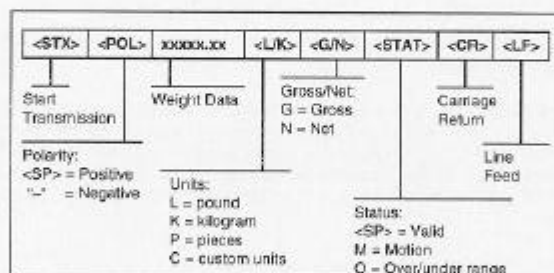 <STX> <POL> xxxxx.xx <L/K> <G/N> <STAT> <CR> <LF>
Start
Transmission
Weight Data
Gross/Net:
G = Gross
N = Net
Carriage
Return
Polarity:
<SP> = Positive
"–" = Negative
Units:
L = pound
K = kilogram
P = pieces
C = custom units
Line
Feed
Status:
<SP> = Valid
M = Motion
O = Over/under range